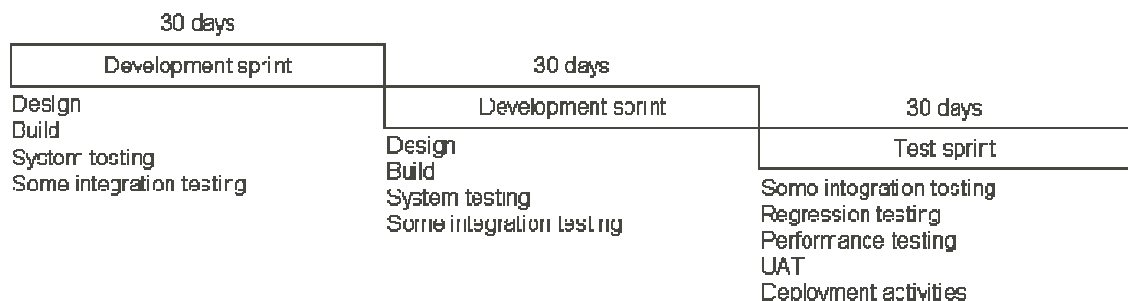 30 days
Development sprint
Design
Build
System testing
Some integration testing
30 days
Development sprint
Design
Build
System testing
Some integration testing
30 days
Test sprint
Some integration testing
Regression testing
Performance testing
UAT
Deployment activities